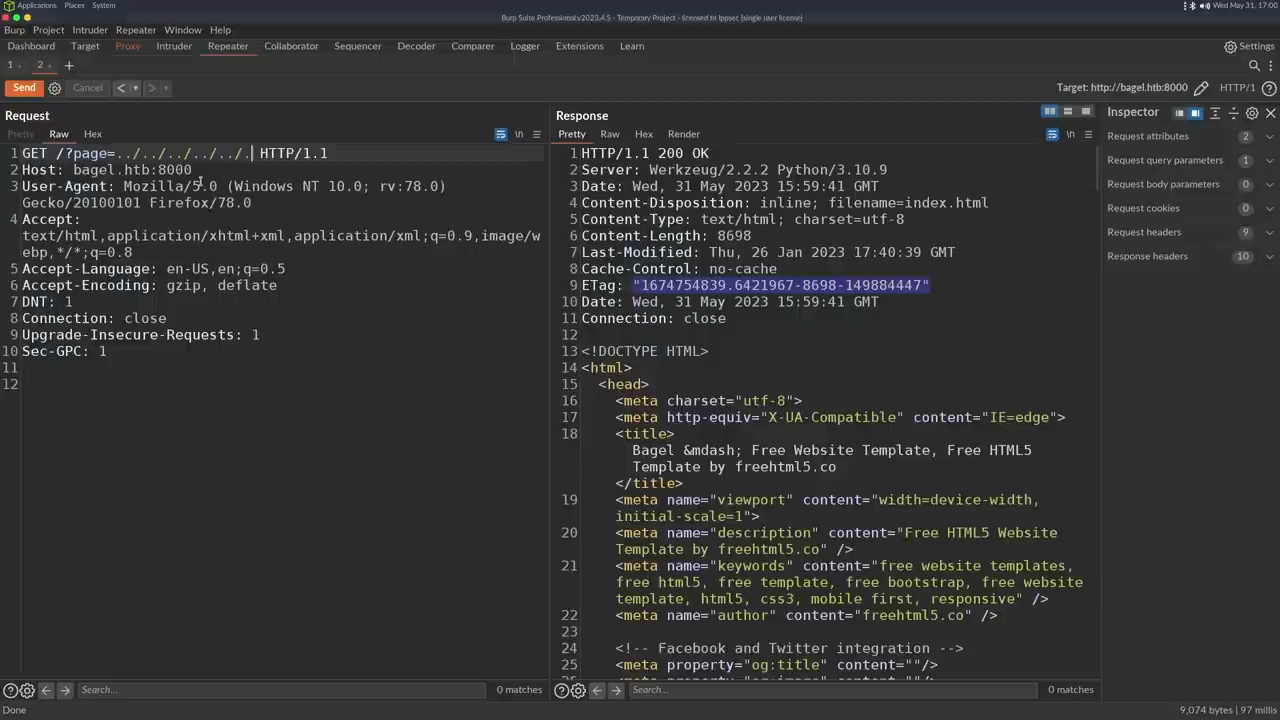 Applications Places System Wed May 31, 17:00
Burp Suite Professional v2023.4.5 - Temporary Project - licensed to Ippsec [single user license]
Burp Project Intruder Repeater Window Help
Dashboard Target Proxy Intruder Repeater Collaborator Sequencer Decoder Comparer Logger Extensions Learn Settings
1 × 2 × +
Send Cancel < > Target: http://bagel.htb:8000 HTTP/1
Request
Pretty Raw Hex \n
1 GET /?page=../../../../../. HTTP/1.1
2 Host: bagel.htb:8000
3 User-Agent: Mozilla/5.0 (Windows NT 10.0; rv:78.0)
Gecko/20100101 Firefox/78.0
4 Accept:
text/html,application/xhtml+xml,application/xml;q=0.9,image/w
ebp,*/*;q=0.8
5 Accept-Language: en-US,en;q=0.5
6 Accept-Encoding: gzip, deflate
7 DNT: 1
8 Connection: close
9 Upgrade-Insecure-Requests: 1
10 Sec-GPC: 1
11
12
Search... 0 matches
Response
Pretty Raw Hex Render \n
1 HTTP/1.1 200 OK
2 Server: Werkzeug/2.2.2 Python/3.10.9
3 Date: Wed, 31 May 2023 15:59:41 GMT
4 Content-Disposition: inline; filename=index.html
5 Content-Type: text/html; charset=utf-8
6 Content-Length: 8698
7 Last-Modified: Thu, 26 Jan 2023 17:40:39 GMT
8 Cache-Control: no-cache
9 ETag: "1674754839.6421967-8698-149884447"
10 Date: Wed, 31 May 2023 15:59:41 GMT
11 Connection: close
12
13 <!DOCTYPE HTML>
14 <html>
15 <head>
16 <meta charset="utf-8">
17 <meta http-equiv="X-UA-Compatible" content="IE=edge">
18 <title>
Bagel &mdash; Free Website Template, Free HTML5
Template by freehtml5.co
</title>
19 <meta name="viewport" content="width=device-width,
initial-scale=1">
20 <meta name="description" content="Free HTML5 Website
Template by freehtml5.co" />
21 <meta name="keywords" content="free website templates,
free html5, free template, free bootstrap, free website
template, html5, css3, mobile first, responsive" />
22 <meta name="author" content="freehtml5.co" />
23
24 <!-- Facebook and Twitter integration -->
25 <meta property="og:title" content=""/>
Search... 0 matches
Inspector
Request attributes 2
Request query parameters 1
Request body parameters 0
Request cookies 0
Request headers 9
Response headers 10
Done 9,074 bytes | 97 millis